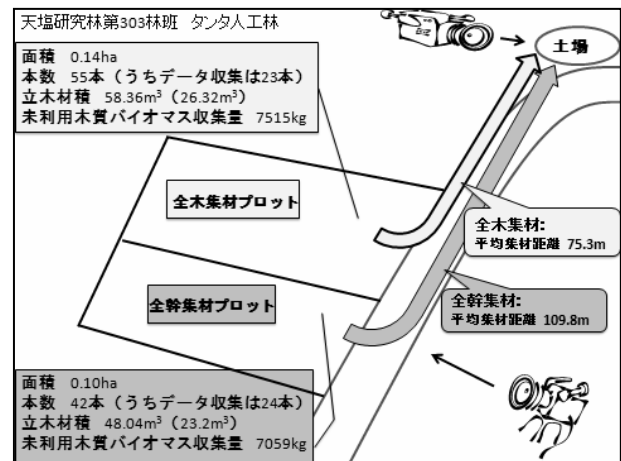 天塩研究林第303林班 タンタ人工林
面積 0.14ha
本数 55本（うちデータ収集は23本）
立木材積 58.36m³（26.32m³）
未利用木質バイオマス収集量 7515kg
土場
全木集材プロット
全木集材:
平均集材距離 75.3m
全幹集材プロット
全幹集材:
平均集材距離 109.8m
面積 0.10ha
本数 42本（うちデータ収集は24本）
立木材積 48.04m³（23.2m³）
未利用木質バイオマス収集量 7059kg